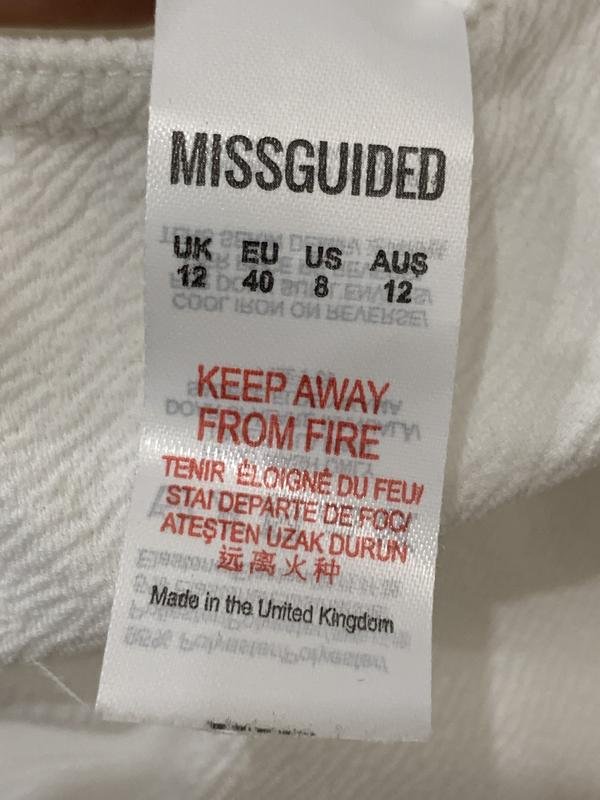 MISSGUIDED
UK EU US AUS
12 40 8 12
KEEP AWAY
FROM FIRE
TENIR ÉLOIGNÉ DU FEU/
STAI DEPARTE DE FOC/
ATEŞTEN UZAK DURUN
远离火种
Made in the United Kingdom